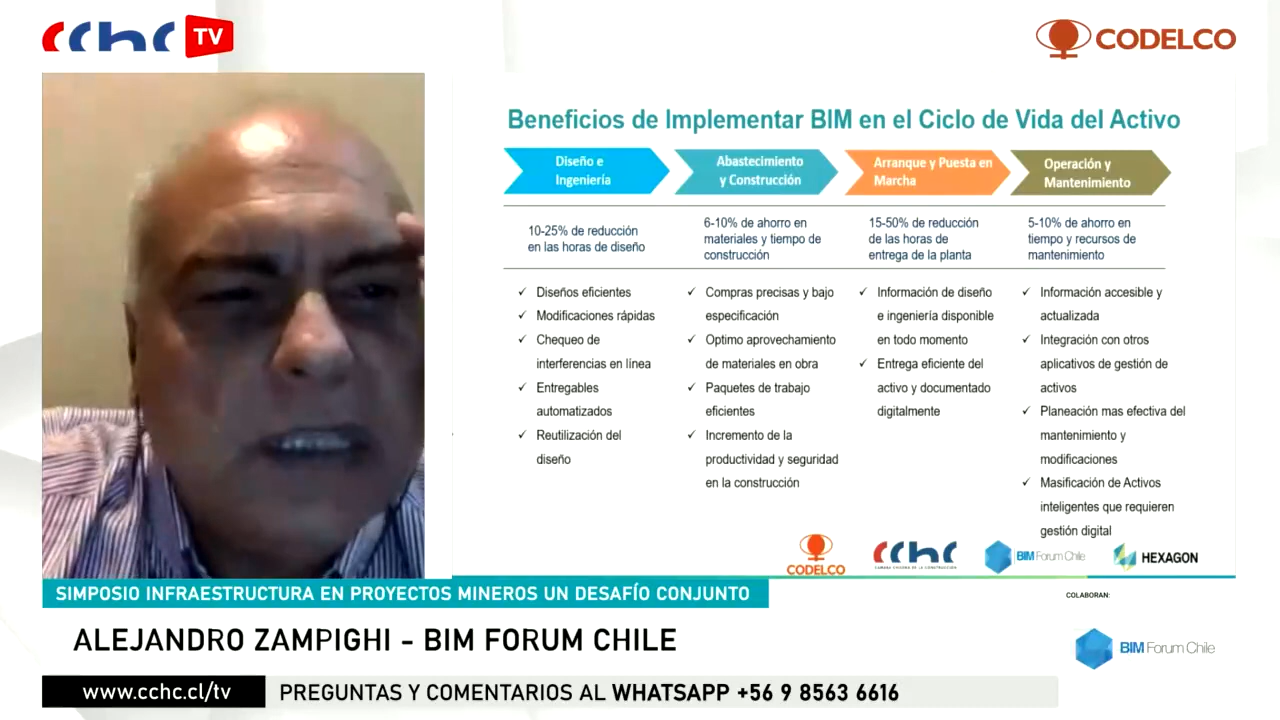 CChC TV
CODELCO
Beneficios de Implementar BIM en el Ciclo de Vida del Activo
Diseño e
Ingeniería
Abastecimiento
y Construcción
Arranque y Puesta en
Marcha
Operación y
Mantenimiento
10-25% de reducción
en las horas de diseño
6-10% de ahorro en
materiales y tiempo de
construcción
15-50% de reducción
de las horas de
entrega de la planta
5-10% de ahorro en
tiempo y recursos de
mantenimiento
✓ Diseños eficientes
✓ Modificaciones rápidas
✓ Chequeo de
interferencias en línea
✓ Entregables
automatizados
✓ Reutilización del
diseño
✓ Compras precisas y bajo
especificación
✓ Optimo aprovechamiento
de materiales en obra
✓ Paquetes de trabajo
eficientes
✓ Incremento de la
productividad y seguridad
en la construcción
✓ Información de diseño
e ingeniería disponible
en todo momento
✓ Entrega eficiente del
activo y documentado
digitalmente
✓ Información accesible y
actualizada
✓ Integración con otros
aplicativos de gestión de
activos
✓ Planeación mas efectiva del
mantenimiento y
modificaciones
✓ Masificación de Activos
inteligentes que requieren
gestión digital
CODELCO
CChC
CÁMARA CHILENA DE LA CONSTRUCCIÓN
BIM Forum Chile
HEXAGON
SIMPOSIO INFRAESTRUCTURA EN PROYECTOS MINEROS UN DESAFÍO CONJUNTO
COLABORAN:
ALEJANDRO ZAMPIGHI - BIM FORUM CHILE
BIM Forum Chile
www.cchc.cl/tv
PREGUNTAS Y COMENTARIOS AL WHATSAPP +56 9 8563 6616